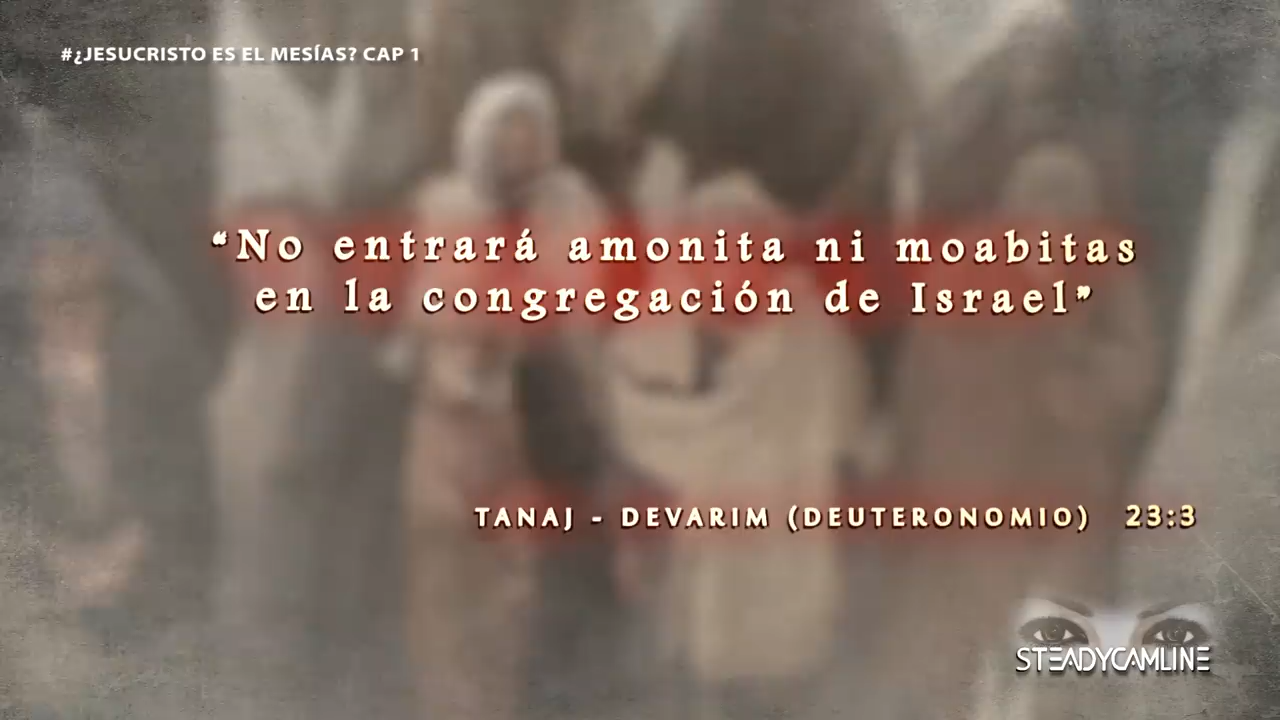 #¿JESUCRISTO ES EL MESÍAS? CAP 1
“No entrará amonita ni moabitas
en la congregación de Israel”
TANAJ - DEVARIM (DEUTERONOMIO) 23:3
STEADYCAMLINE